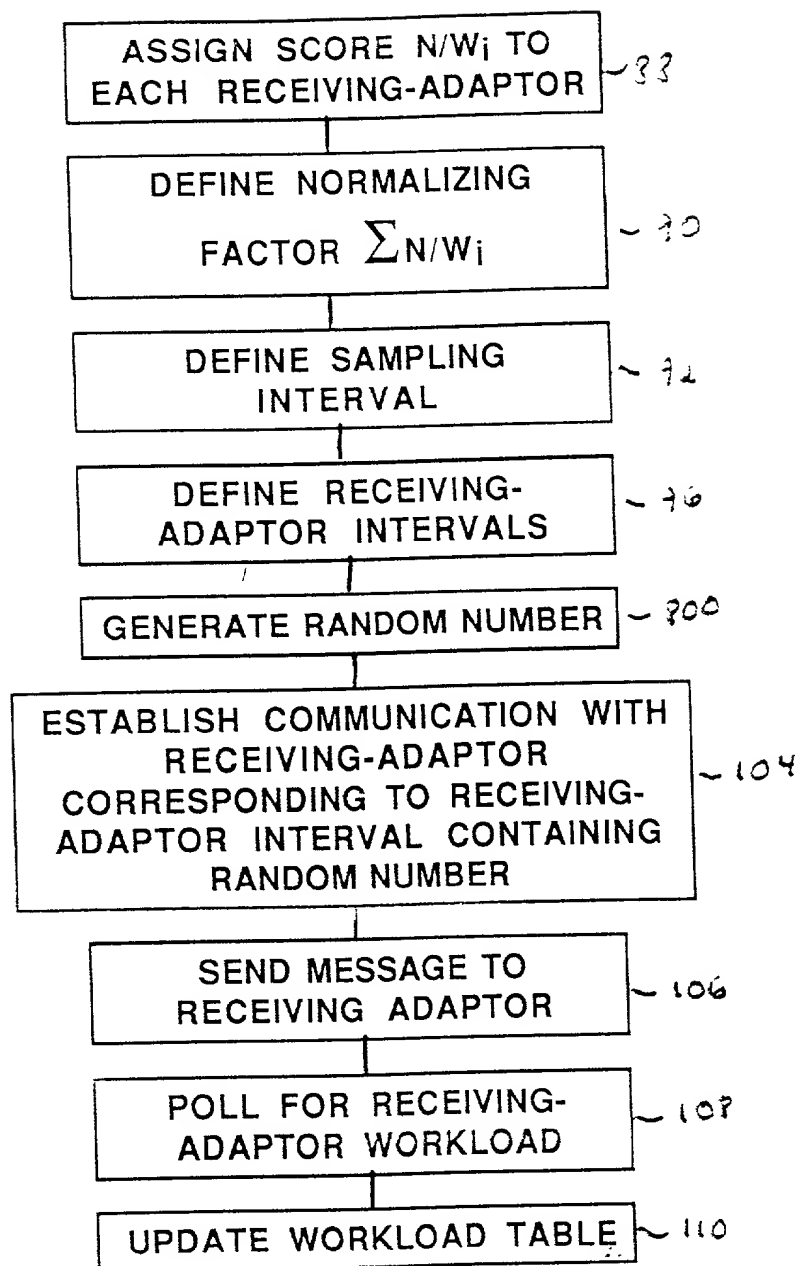 ASSIGN SCORE N/Wi TO
EACH RECEIVING-ADAPTOR
DEFINE NORMALIZING
FACTOR ΣN/Wi
DEFINE SAMPLING
INTERVAL
DEFINE RECEIVING-
ADAPTOR INTERVALS
GENERATE RANDOM NUMBER
ESTABLISH COMMUNICATION WITH
RECEIVING-ADAPTOR
CORRESPONDING TO RECEIVING-
ADAPTOR INTERVAL CONTAINING
RANDOM NUMBER
104
SEND MESSAGE TO
RECEIVING ADAPTOR
106
POLL FOR RECEIVING-
ADAPTOR WORKLOAD
108
UPDATE WORKLOAD TABLE
110